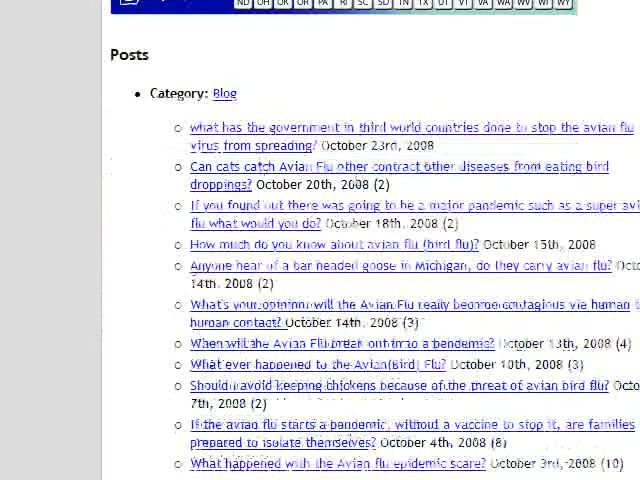 ND OH OK OR PA RI SC SD TN TX UT VT VA WA WV WI WY
Posts
• Category: Blog
what has the government in third world countries done to stop the avian flu
virus from spreading? October 23rd, 2008
Can cats catch Avian Flu other contract other diseases from eating bird
droppings? October 20th, 2008 (2)
If you found out there was going to be a major pandemic such as a super avi
flu what would you do? October 18th, 2008 (2)
How much do you know about avian flu (bird flu)? October 15th, 2008
Anyone hear of a bar headed goose in Michigan, do they carry avian flu? Octo
14th, 2008 (2)
What's your opinion will the Avian Flu really become contagious via human t
human contact? October 14th, 2008 (3)
When will the Avian Flu break out into a pendemic? October 13th, 2008 (4)
What ever happened to the Avian(Bird) Flu? October 10th, 2008 (3)
Should i avoid keeping chickens because of the threat of avian bird flu? Octo
7th, 2008 (2)
If the avian flu starts a pandemic, without a vaccine to stop it, are families
prepared to isolate themselves? October 4th, 2008 (8)
What happened with the Avian flu epidemic scare? October 3rd, 2008 (10)